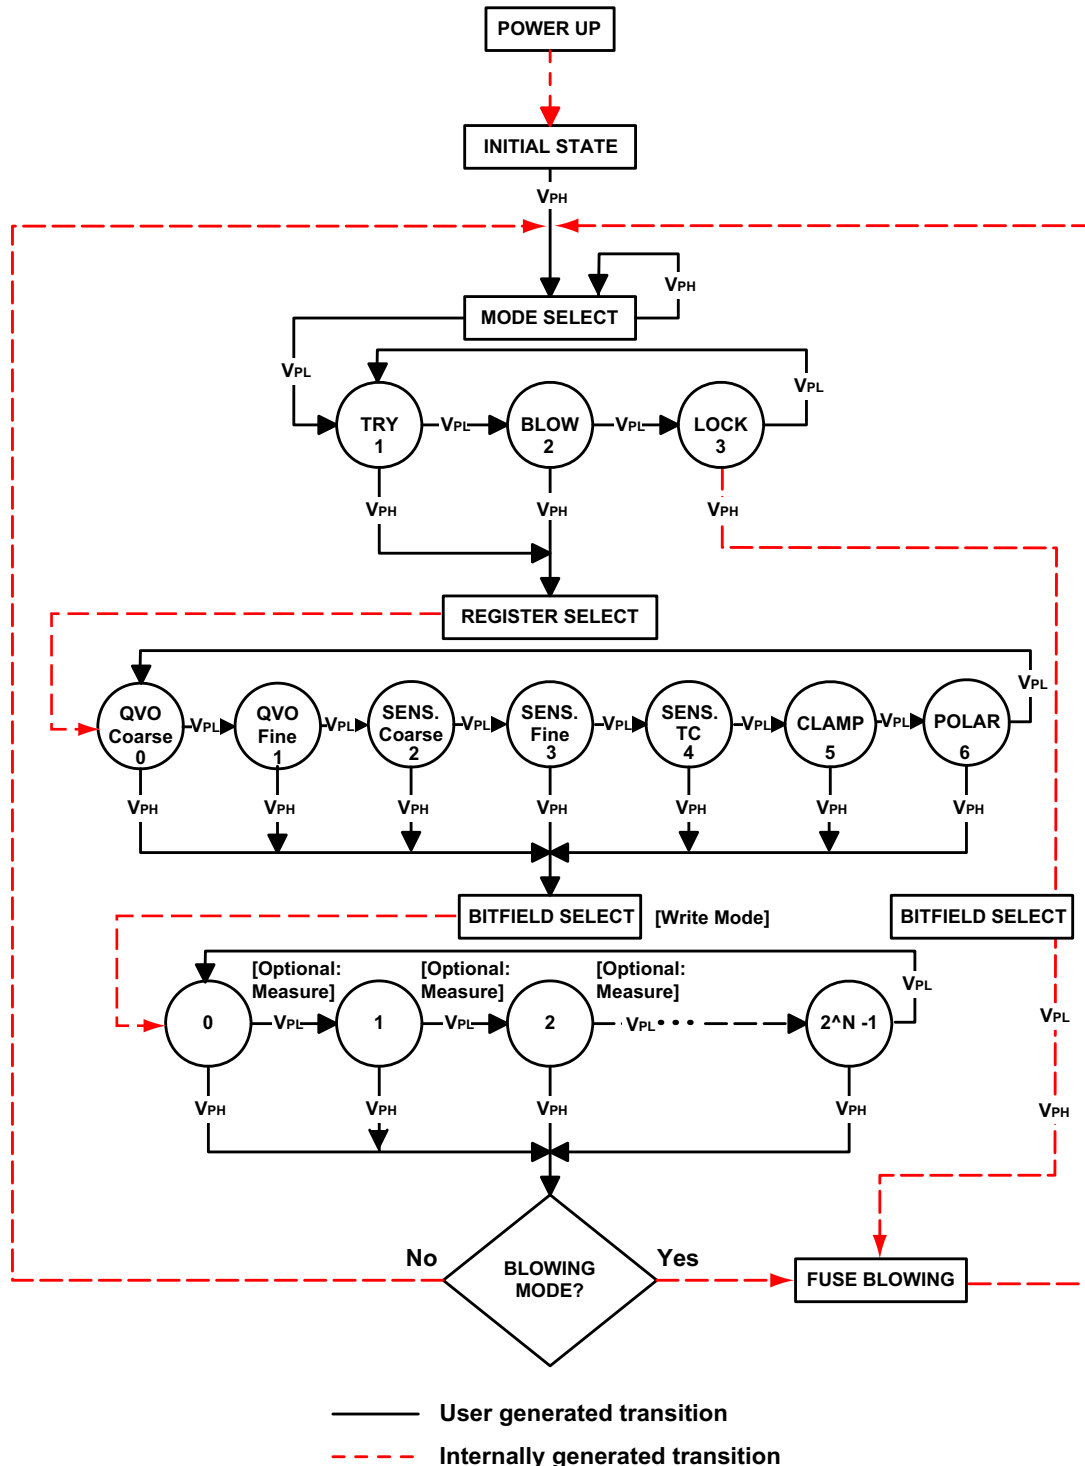 POWER UP
INITIAL STATE
VPH
VPH
MODE SELECT
VPL
VPL
TRY
1
VPL
BLOW
2
VPL
LOCK
3
VPH
VPH
VPH
REGISTER SELECT
VPL
QVO
Coarse
0
VPL
QVO
Fine
1
VPL
SENS.
Coarse
2
VPL
SENS.
Fine
3
VPL
SENS.
TC
4
VPL
CLAMP
5
VPL
POLAR
6
VPH
VPH
VPH
VPH
VPH
VPH
VPH
BITFIELD SELECT
[Write Mode]
BITFIELD SELECT
[Optional:
Measure]
[Optional:
Measure]
[Optional:
Measure]
VPL
0
VPL
1
VPL
2
VPL
2^N -1
VPL
VPH
VPH
VPH
VPH
VPH
No
BLOWING
MODE?
Yes
FUSE BLOWING
User generated transition
Internally generated transition